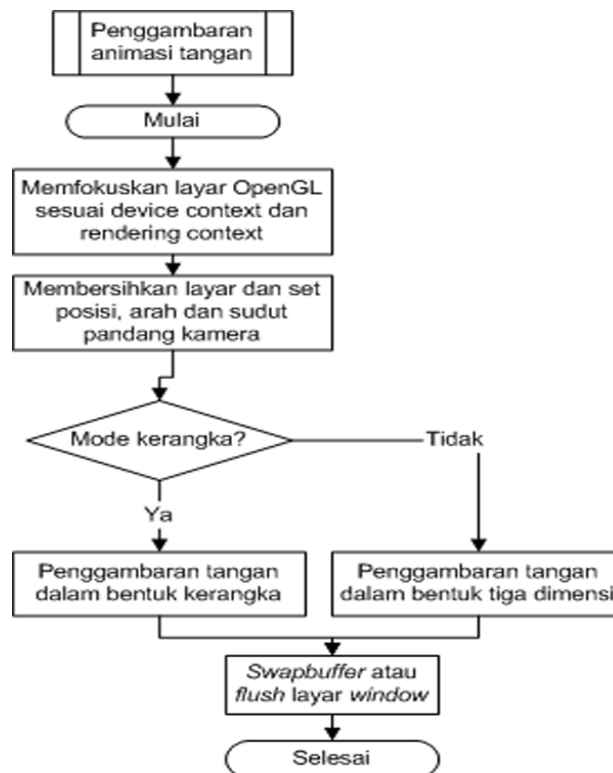 Penggambaran
animasi tangan
Mulai
Memfokuskan layar OpenGL
sesuai device context dan
rendering context
Membersihkan layar dan set
posisi, arah dan sudut
pandang kamera
Mode kerangka?
Tidak
Ya
Penggambaran tangan
dalam bentuk kerangka
Penggambaran tangan
dalam bentuk tiga dimensi
Swapbuffer atau
flush layar window
Selesai